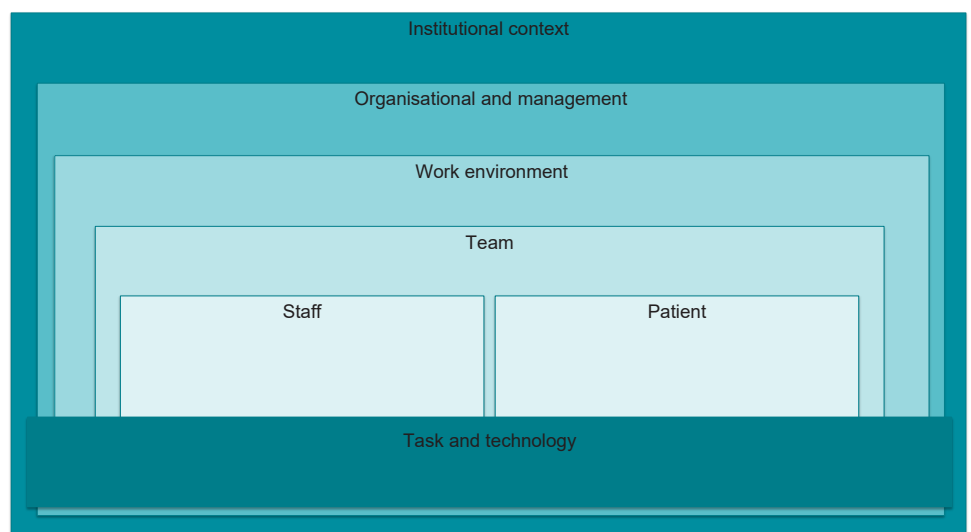 Institutional context
Organisational and management
Work environment
Team
Staff
Patient
Task and technology